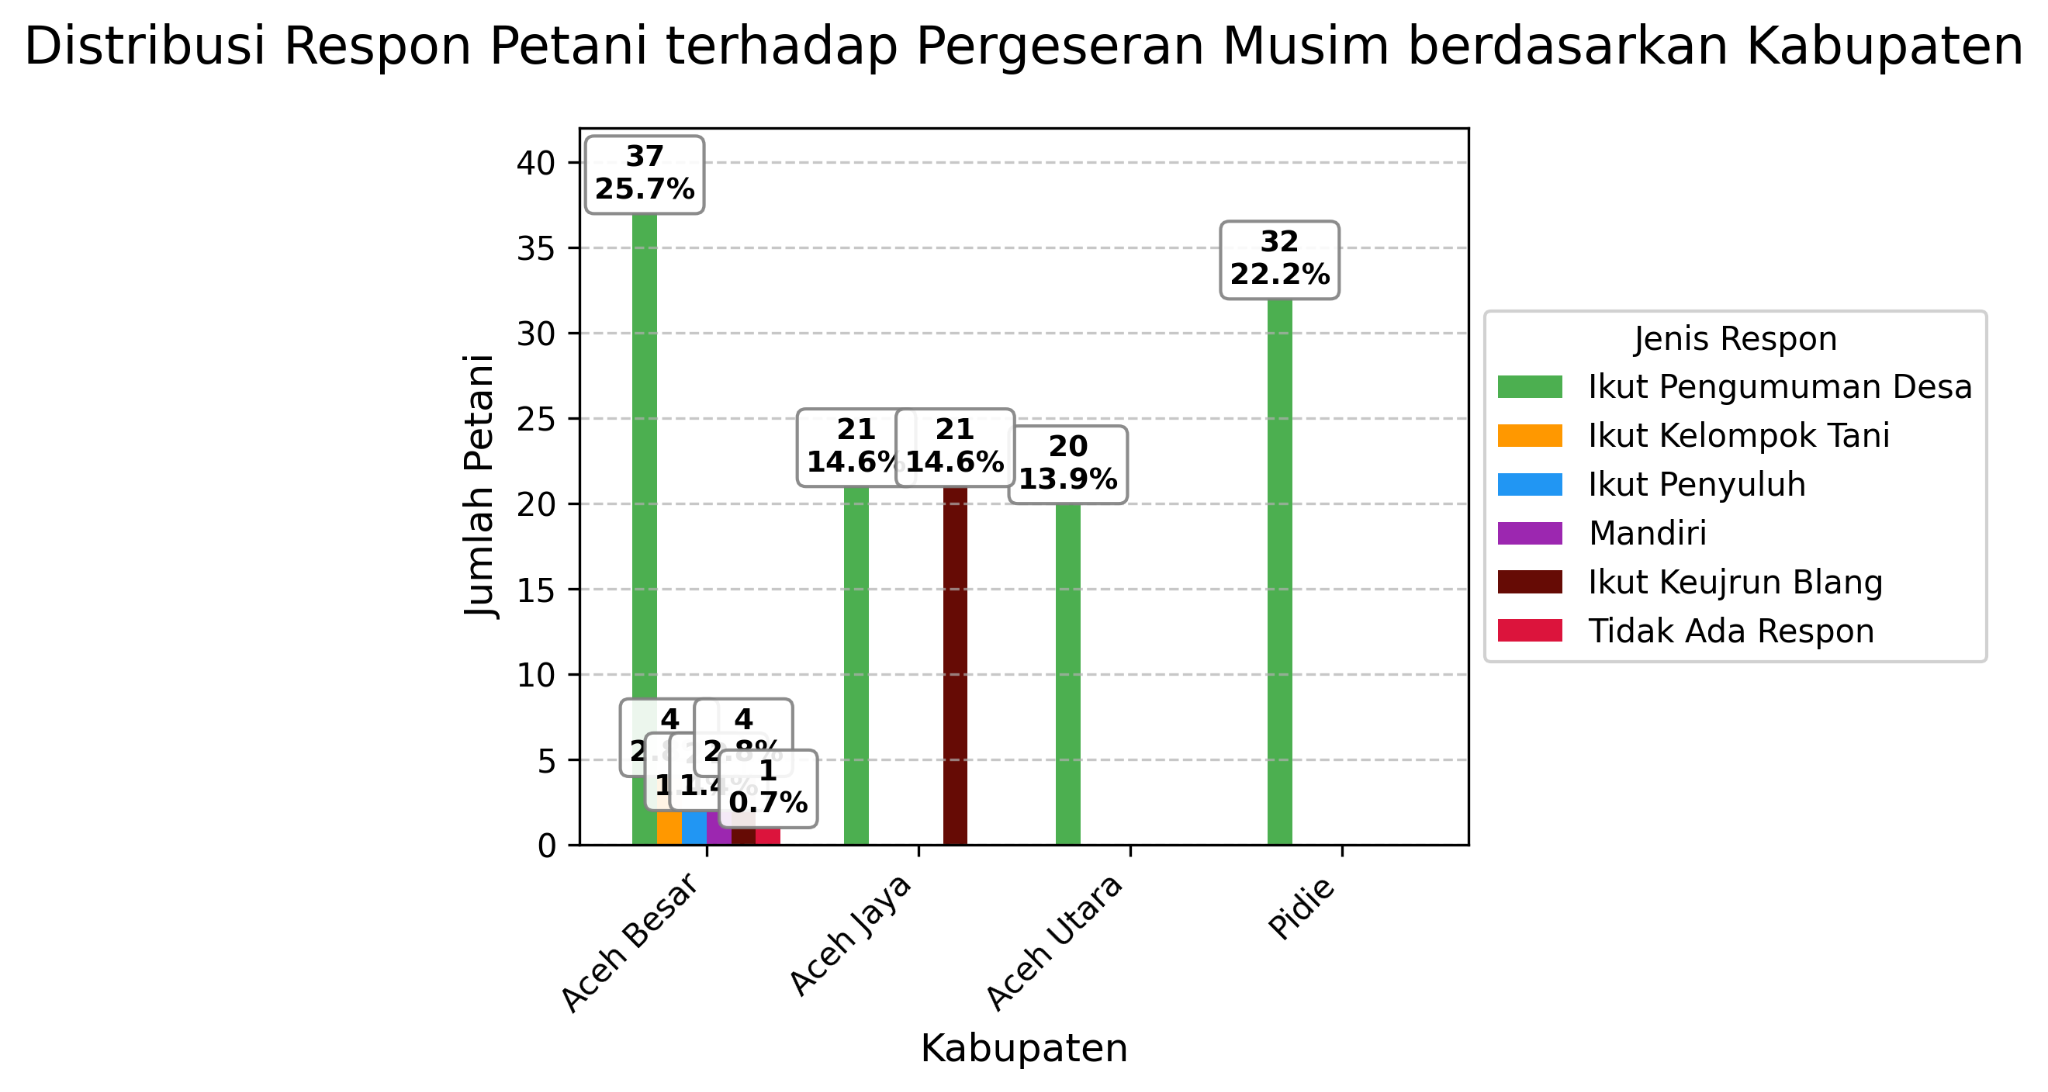 Distribusi Respon Petani terhadap Pergeseran Musim berdasarkan Kabupaten
Jumlah Petani
40
35
30
25
20
15
10
5
0
37
25.7%
4
4
2.8%
1
0.7%
21
14.6%
21
14.6%
20
13.9%
32
22.2%
Aceh Besar
Aceh Jaya
Aceh Utara
Pidie
Kabupaten
Jenis Respon
Ikut Pengumuman Desa
Ikut Kelompok Tani
Ikut Penyuluh
Mandiri
Ikut Keujrun Blang
Tidak Ada Respon